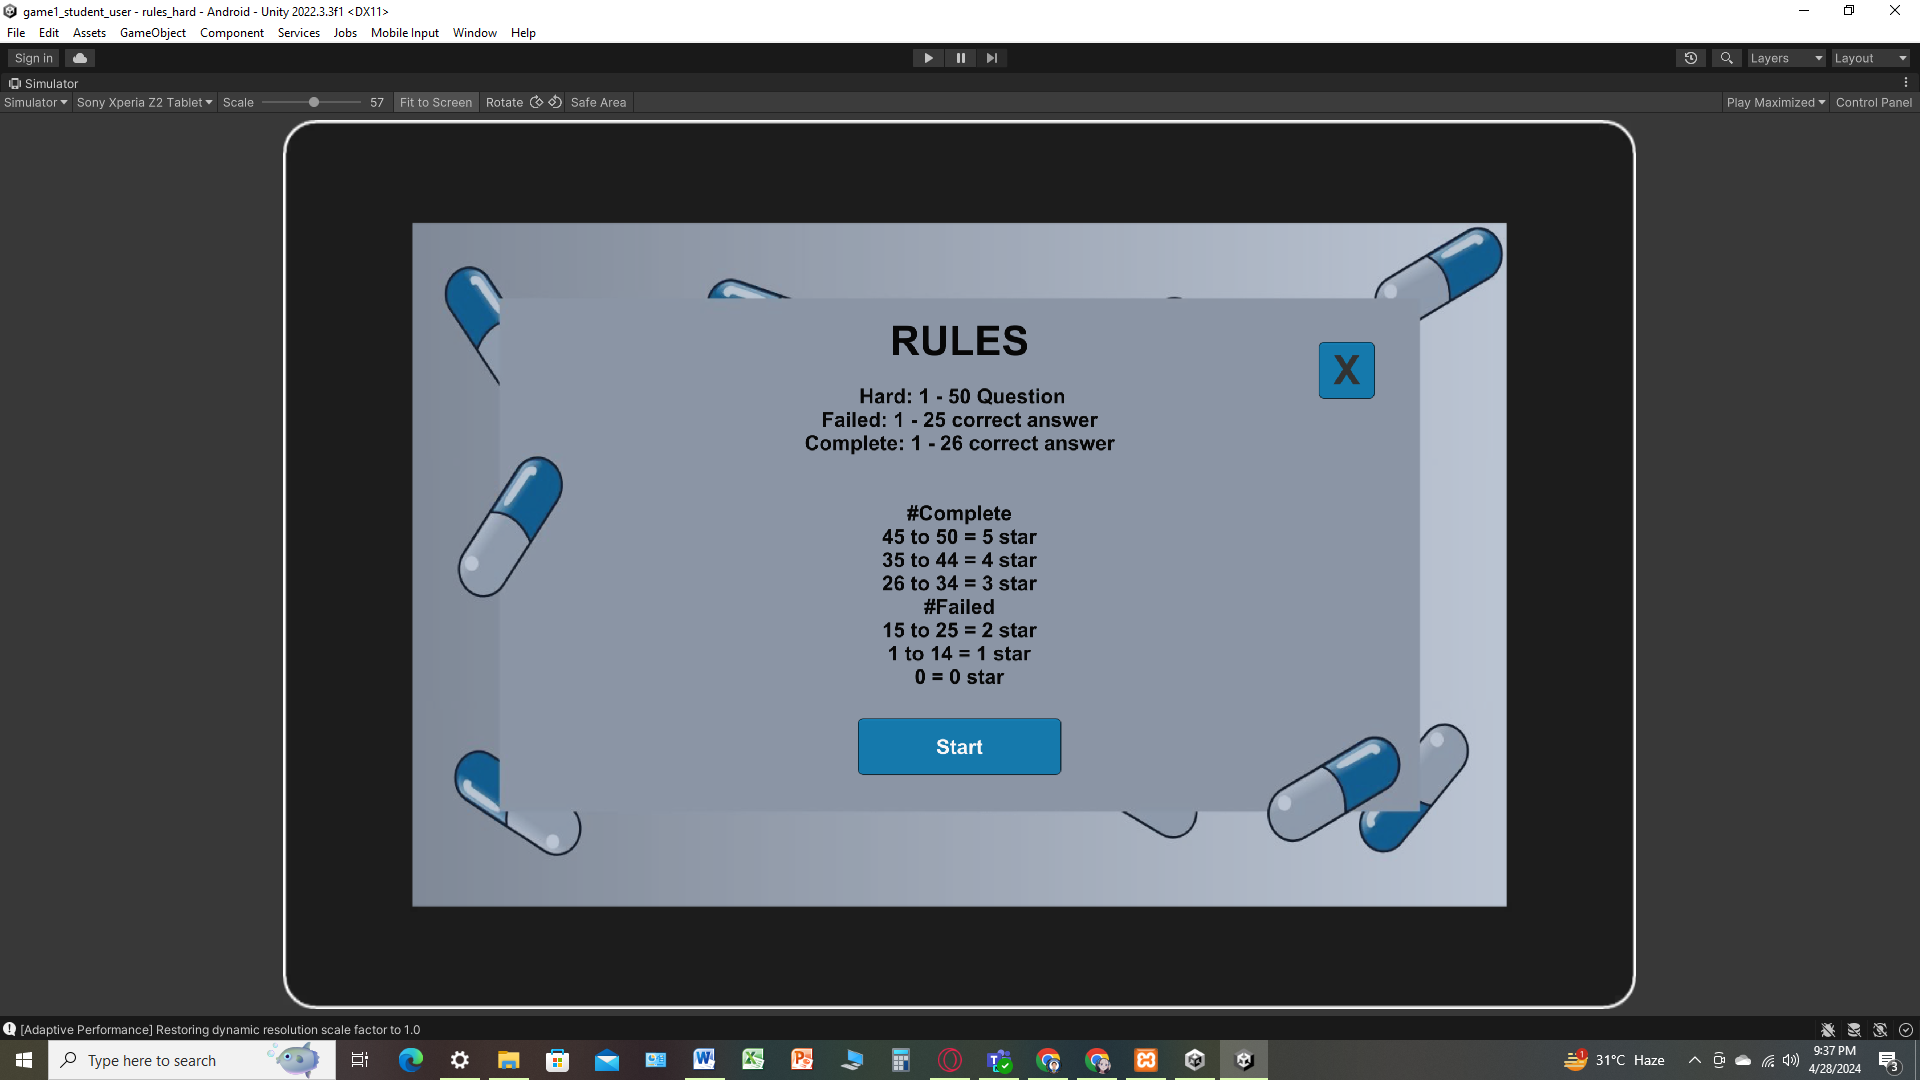 game1_student_user - rules_hard - Android - Unity 2022.3.3f1 <DX11>
File Edit Assets GameObject Component Services Jobs Mobile Input Window Help
Sign in Layers Layout
Simulator
Simulator Sony Xperia Z2 Tablet Scale 57 Fit to Screen Rotate Safe Area Play Maximized Control Panel
RULES
X
Hard: 1 - 50 Question
Failed: 1 - 25 correct answer
Complete: 1 - 26 correct answer
#Complete
45 to 50 = 5 star
35 to 44 = 4 star
26 to 34 = 3 star
#Failed
15 to 25 = 2 star
1 to 14 = 1 star
0 = 0 star
Start
[Adaptive Performance] Restoring dynamic resolution scale factor to 1.0
Type here to search
1
31°C Haze
9:37 PM
4/28/2024
3